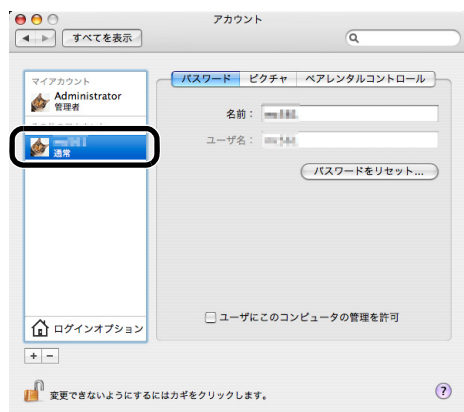 アカウント
すべてを表示
マイアカウント
Administrator
管理者
通常
ログインオプション
パスワード ピクチャ ペアレンタルコントロール
名前：
ユーザ名：
パスワードをリセット...
ユーザにこのコンピュータの管理を許可
+ -
変更できないようにするにはカギをクリックします。
?